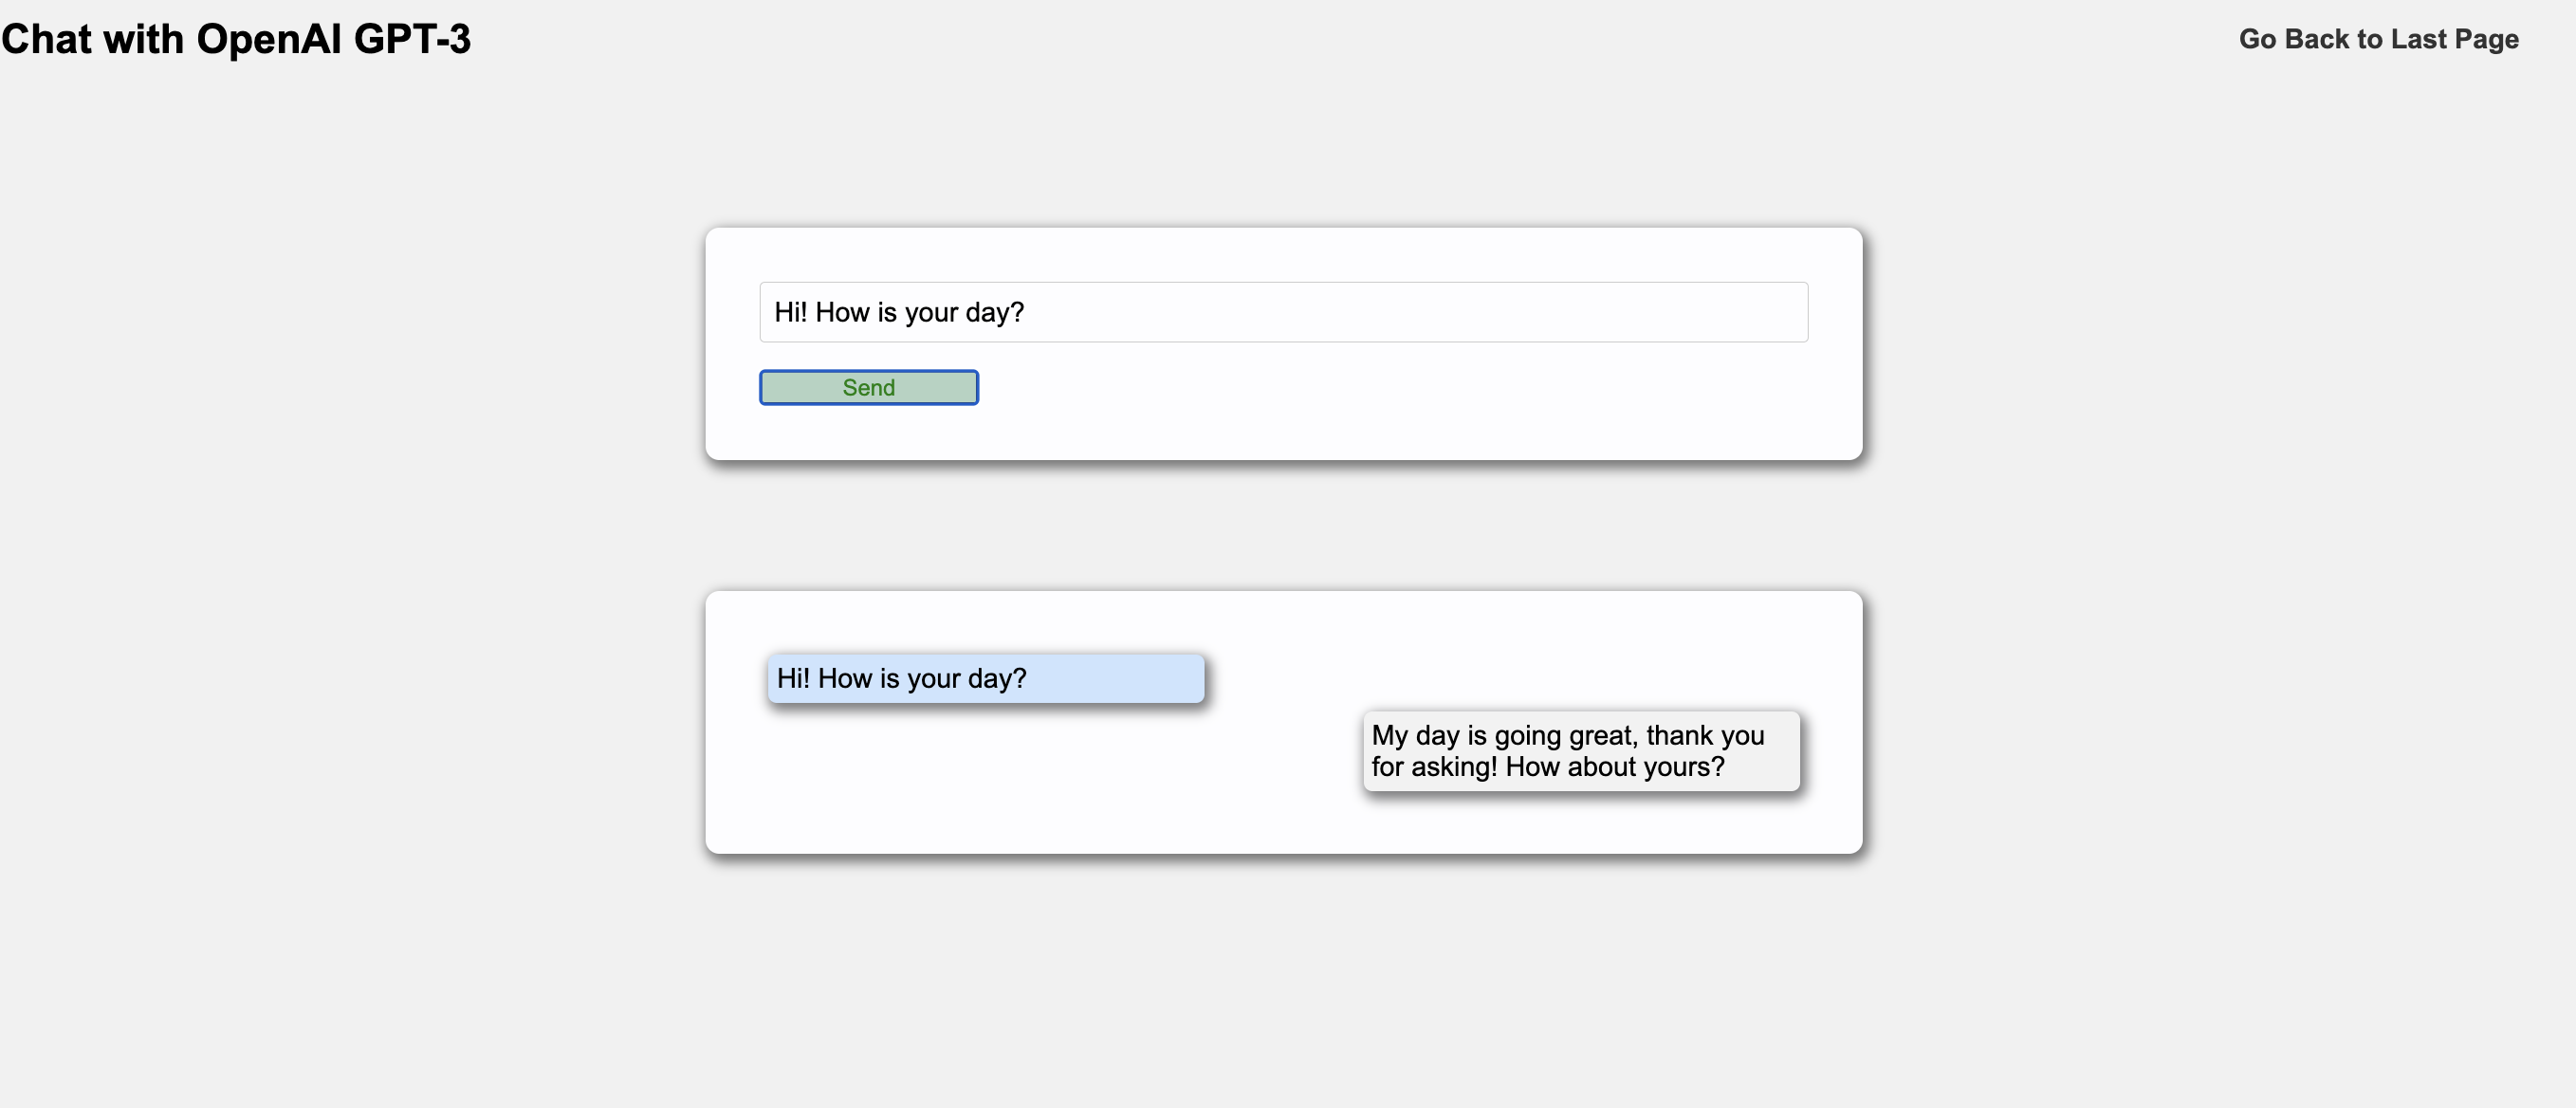 Chat with OpenAI GPT-3
Go Back to Last Page
Hi! How is your day?
Send
Hi! How is your day?
My day is going great, thank you
for asking! How about yours?